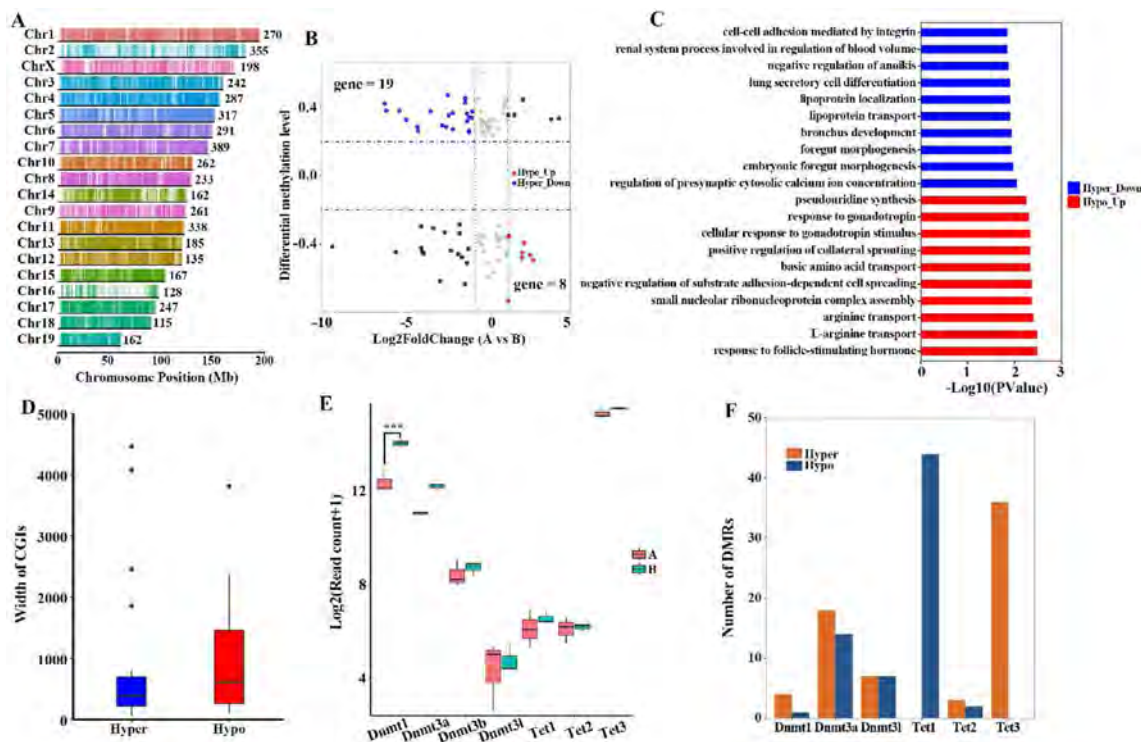 A
Chr1 270
Chr2 355
ChrX 198
Chr3 242
Chr4 287
Chr5 317
Chr6 291
Chr7 389
Chr10 262
Chr8 233
Chr14 162
Chr9 261
Chr11 338
Chr13 185
Chr12 135
Chr15 167
Chr16 128
Chr17 247
Chr18 115
Chr19 162
0 50 100 150 200
Chromosome Position (Mb)
B
gene = 19
0.4
0.0
-0.4
Differential methylation level
Hypo_Up
Hyper_Down
gene = 8
-10 -5 0 5
Log2FoldChange (A vs B)
C
cell-cell adhesion mediated by integrin
renal system process involved in regulation of blood volume
negative regulation of anoikis
lung secretory cell differentiation
lipoprotein localization
lipoprotein transport
bronchus development
foregut morphogenesis
embryonic foregut morphogenesis
regulation of presynaptic cytosolic calcium ion concentration
pseudouridine synthesis
response to gonadotropin
cellular response to gonadotropin stimulus
positive regulation of collateral sprouting
basic amino acid transport
negative regulation of substrate adhesion-dependent cell spreading
small nucleolar ribonucleoprotein complex assembly
arginine transport
L-arginine transport
response to follicle-stimulating hormone
Hyper_Down
Hypo_Up
0 1 2 3
-Log10(PValue)
D
5000
4000
3000
2000
1000
0
Width of CGIs
Hyper Hypo
E
***
12
8
4
Log2(Read count+1)
A
B
Dnmt1 Dnmt3a Dnmt3b Dnmt3l Tet1 Tet2 Tet3
F
50
40
30
20
10
0
Number of DMRs
Hyper
Hypo
Dnmt1 Dnmt3a Dnmt3l Tet1 Tet2 Tet3